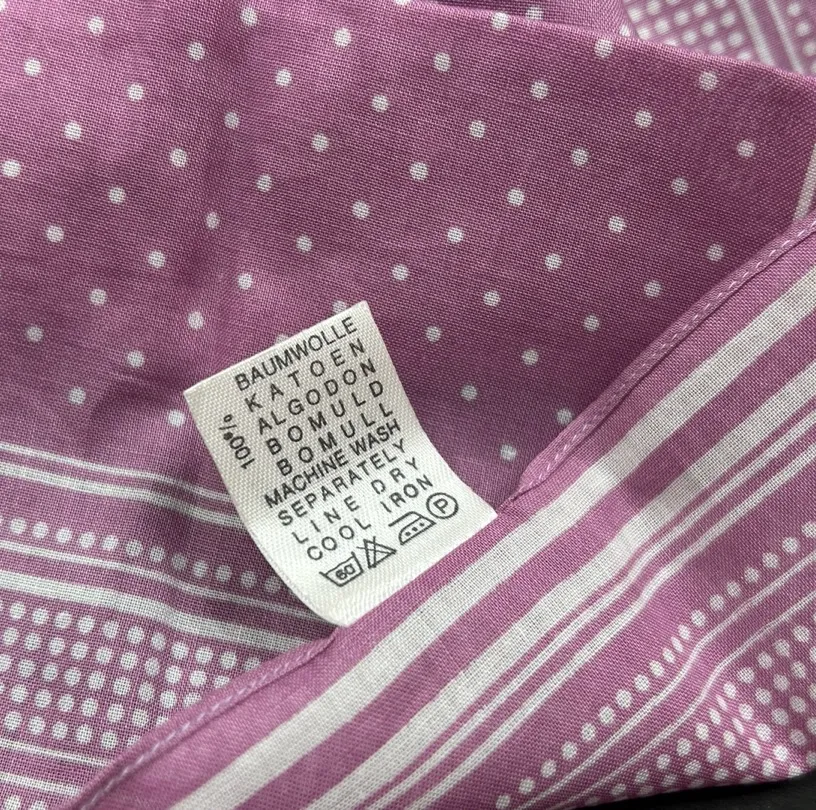 100%
BAUMWOLLE
KATOEN
ALGODON
BOMULD
BOMULL
MACHINE WASH
SEPARATELY
LINE DRY
COOL IRON
60 P